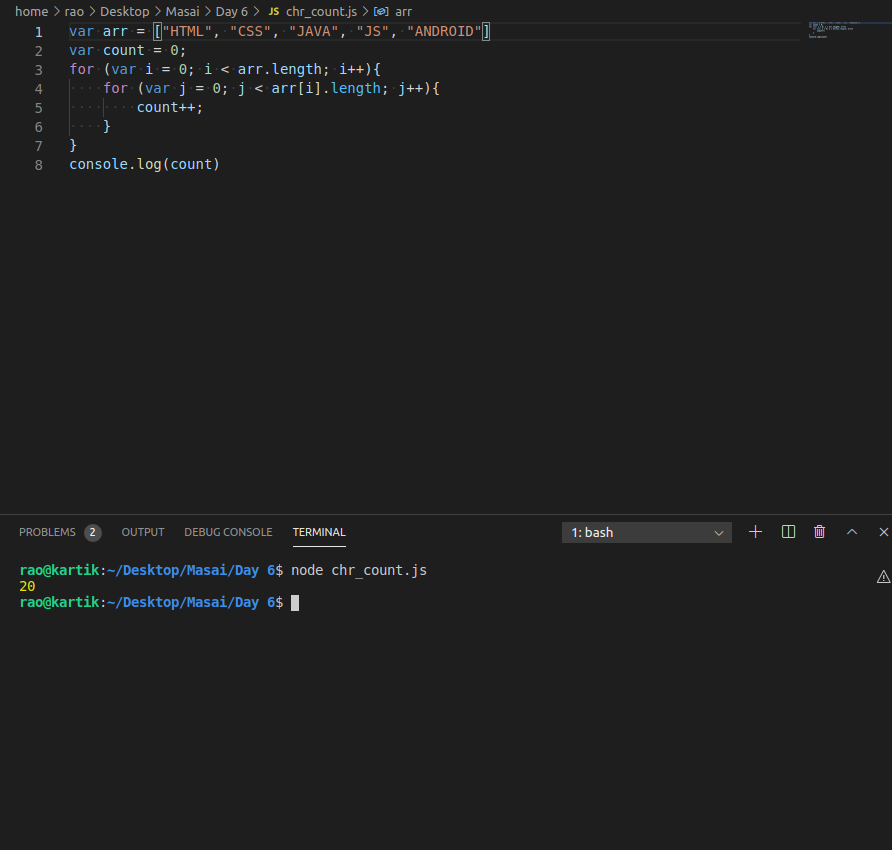 home > rao > Desktop > Masai > Day 6 > JS chr_count.js > arr
1 var arr = ["HTML", "CSS", "JAVA", "JS", "ANDROID"]
2 var count = 0;
3 for (var i = 0; i < arr.length; i++){
4     for (var j = 0; j < arr[i].length; j++){
5         count++;
6     }
7 }
8 console.log(count)
PROBLEMS 2 OUTPUT DEBUG CONSOLE TERMINAL 1: bash
rao@kartik:~/Desktop/Masai/Day 6$ node chr_count.js
20
rao@kartik:~/Desktop/Masai/Day 6$